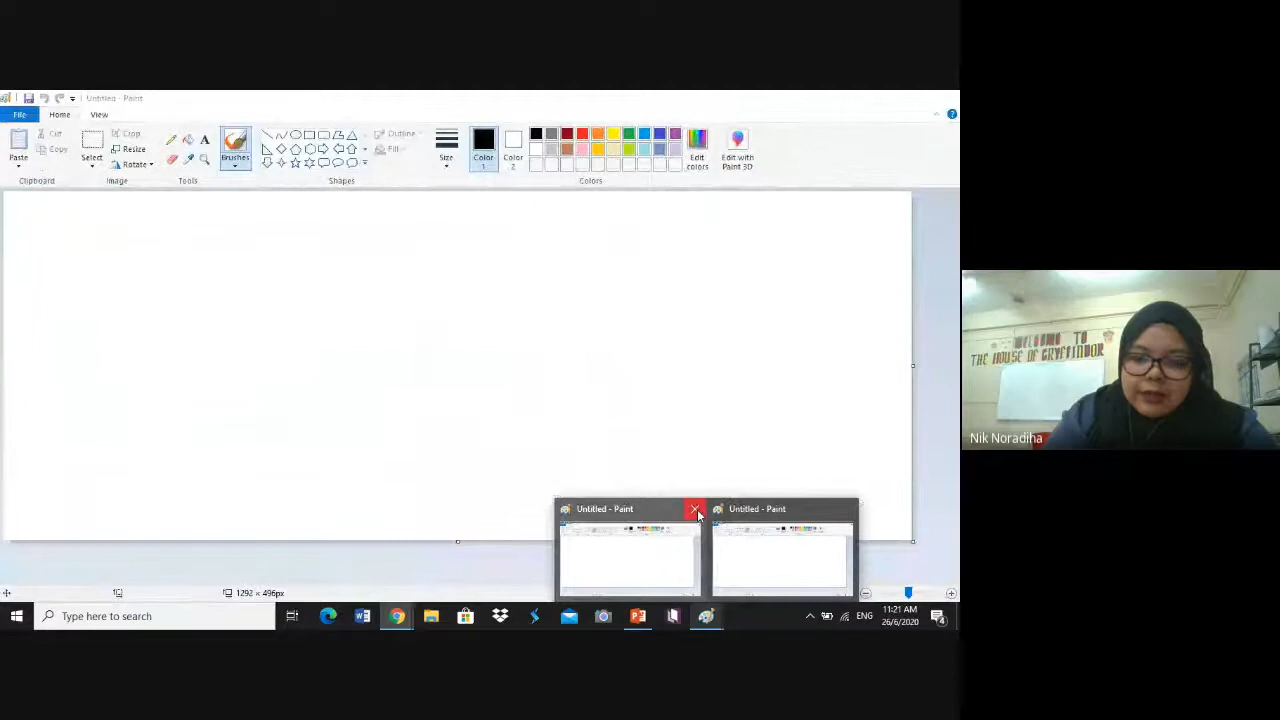 Untitled - Paint
File Home View
Cut
Copy
Paste
Clipboard
Crop
Resize
Rotate
Select
Image
Tools
Brushes
Shapes
Outline
Fill
Size
Color 1
Color 2
Colors
Edit colors
Edit with Paint 3D
WELCOME TO
THE HOUSE OF GRYFFINDOR
Nik Noradiha
Untitled - Paint
Untitled - Paint
1292 × 496px
Type here to search
ENG
11:21 AM
26/6/2020
4